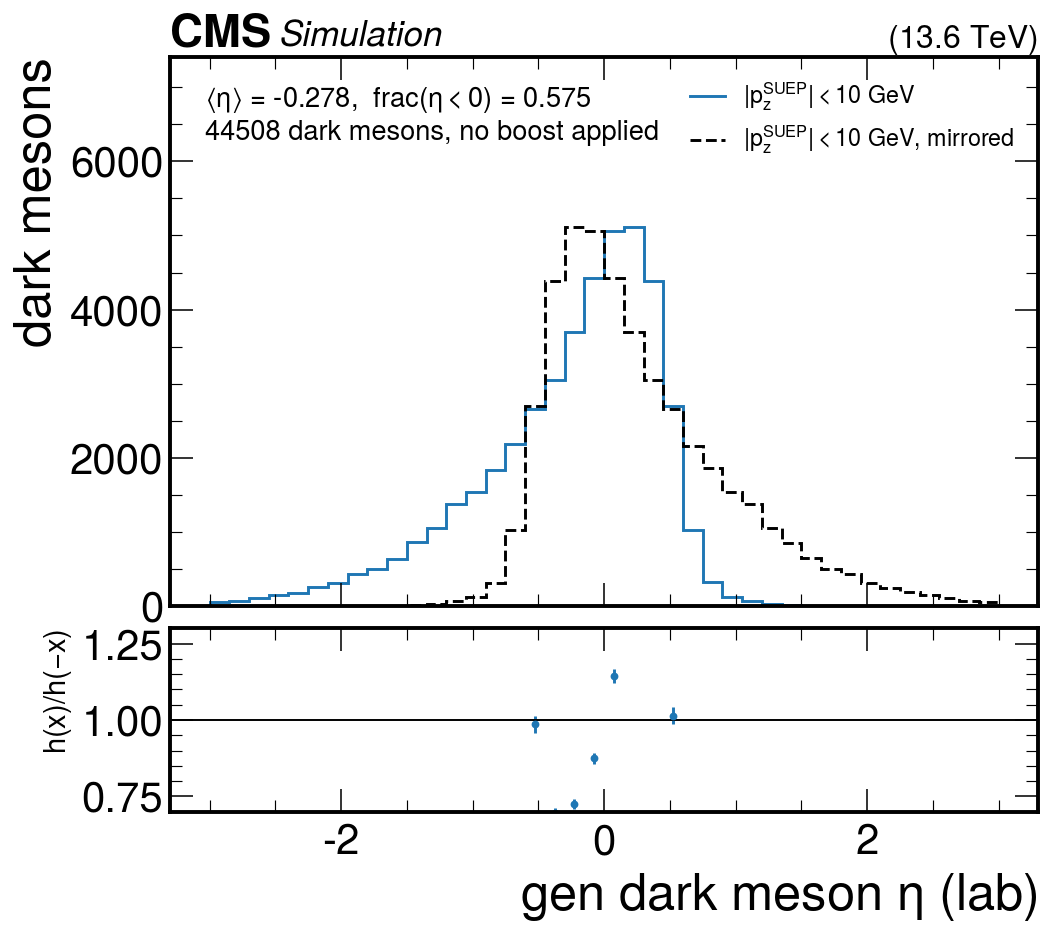 CMS Simulation (13.6 TeV)
⟨η⟩ = -0.278, frac(η < 0) = 0.575
44508 dark mesons, no boost applied
|p_z^SUEP| < 10 GeV
|p_z^SUEP| < 10 GeV, mirrored
dark mesons
6000
4000
2000
0
h(x)/h(−x)
1.25
1.00
0.75
-2 0 2
gen dark meson η (lab)